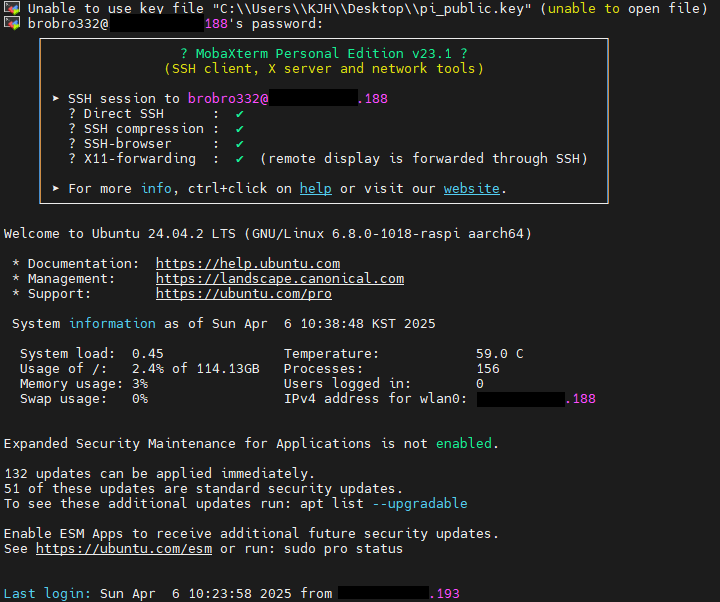 Unable to use key file "C:\\Users\\KJH\\Desktop\\pi_public.key" (unable to open file)
brobro332@ 188's password:
? MobaXterm Personal Edition v23.1 ?
(SSH client, X server and network tools)
➤ SSH session to brobro332@ .188
? Direct SSH : ✔
? SSH compression : ✔
? SSH-browser : ✔
? X11-forwarding : ✔ (remote display is forwarded through SSH)
➤ For more info, ctrl+click on help or visit our website.
Welcome to Ubuntu 24.04.2 LTS (GNU/Linux 6.8.0-1018-raspi aarch64)
* Documentation: https://help.ubuntu.com
* Management: https://landscape.canonical.com
* Support: https://ubuntu.com/pro
System information as of Sun Apr 6 10:38:48 KST 2025
System load: 0.45 Temperature: 59.0 C
Usage of /: 2.4% of 114.13GB Processes: 156
Memory usage: 3% Users logged in: 0
Swap usage: 0% IPv4 address for wlan0: .188
Expanded Security Maintenance for Applications is not enabled.
132 updates can be applied immediately.
51 of these updates are standard security updates.
To see these additional updates run: apt list --upgradable
Enable ESM Apps to receive additional future security updates.
See https://ubuntu.com/esm or run: sudo pro status
Last login: Sun Apr 6 10:23:58 2025 from .193